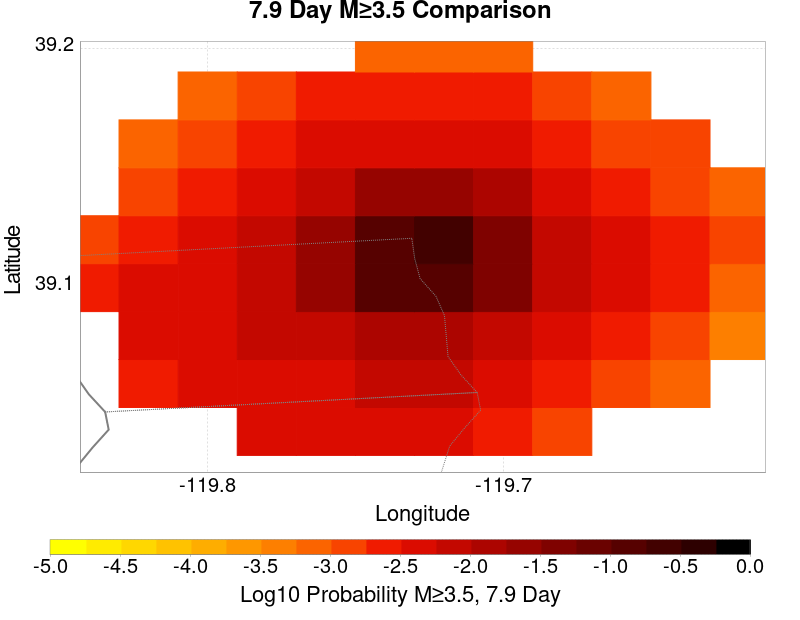 7.9 Day M≥3.5 Comparison
39.2
39.1
Latitude
-119.8 -119.7
Longitude
-5.0 -4.5 -4.0 -3.5 -3.0 -2.5 -2.0 -1.5 -1.0 -0.5 0.0
Log10 Probability M≥3.5, 7.9 Day